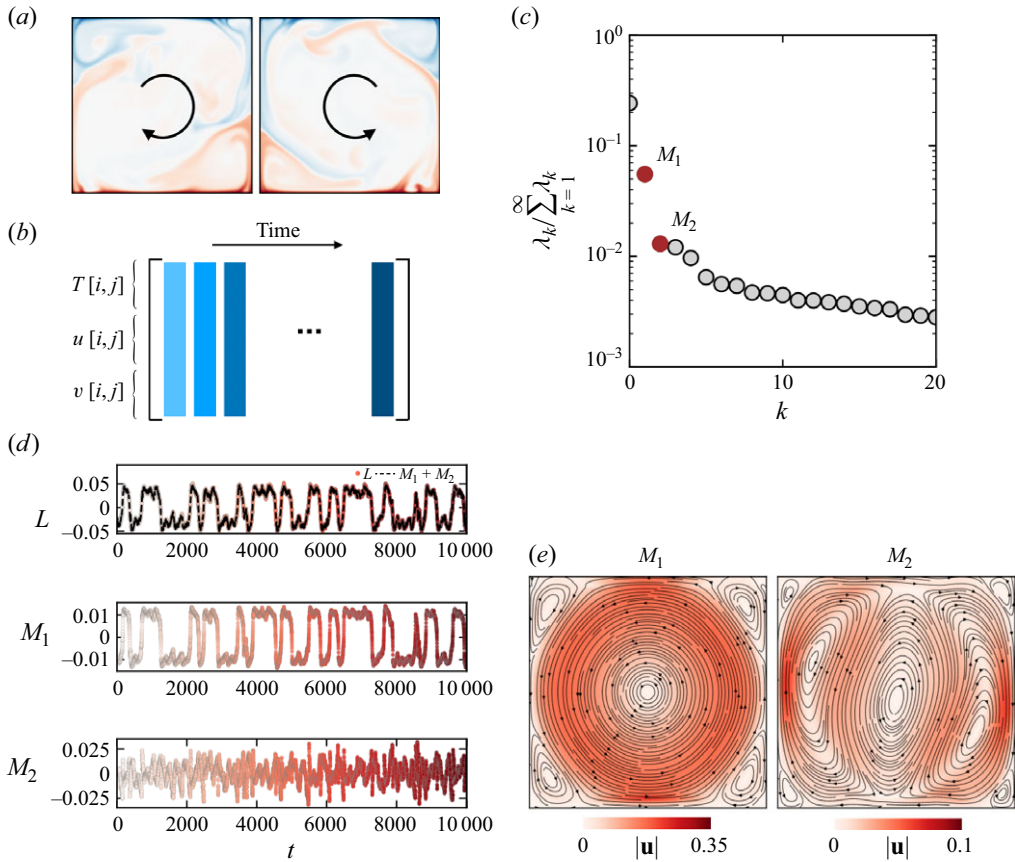 (a)
(b)
Time
T [i, j]
u [i, j]
v [i, j]
...
(c)
10⁰
10⁻¹
10⁻²
10⁻³
λₖ/∑λₖ
∞
k = 1
M₁
M₂
0
10
20
k
(d)
L M₁ + M₂
L
0.05
0
−0.05
0 2000 4000 6000 8000 10 000
M₁
0.01
0
−0.01
0 2000 4000 6000 8000 10 000
M₂
0.025
0
−0.025
0 2000 4000 6000 8000 10 000
t
(e)
M₁ M₂
0 |u| 0.35
0 |u| 0.1